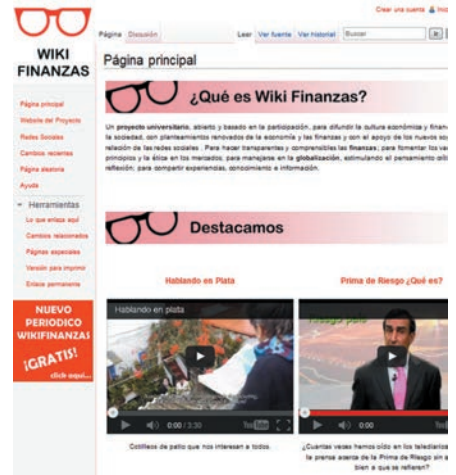 Crear una cuenta
Página Discusión Leer Ver fuente Ver historial Buscar Ir
WIKI
FINANZAS
Página principal
¿Qué es Wiki Finanzas?
Un proyecto universitario, abierto y basado en la participación, para difundir la cultura económica y
la sociedad, con planteamientos renovados de la economía y las finanzas y con el apoyo de los nuevos
relación de las redes sociales . Para hacer transparentes y comprensibles las finanzas; para fomentar los
principios y la ética en los mercados; para manejarse en la globalización, estimulando el pensamiento
reflexión; para compartir experiencias, conocimiento e información.
Página principal
Website del Proyecto
Redes Sociales
Cambios recientes
Página aleatoria
Ayuda
Herramientas
Lo que enlaza aquí
Cambios relacionados
Páginas especiales
Versión para imprimir
Enlace permanente
NUEVO
PERIODICO
WIKIFINANZAS
¡GRATIS!
click aqui...
Destacamos
Hablando en Plata
Prima de Riesgo ¿Qué es?
Hablando en plata
0:00 / 3:30 YouTube
0:00
Cotilleos de patio que nos interesan a todos.
¿Cuantas veces hemos oído en los telediarios
la prensa acerca de la Prima de Riesgo sin
bien a que se refieren?